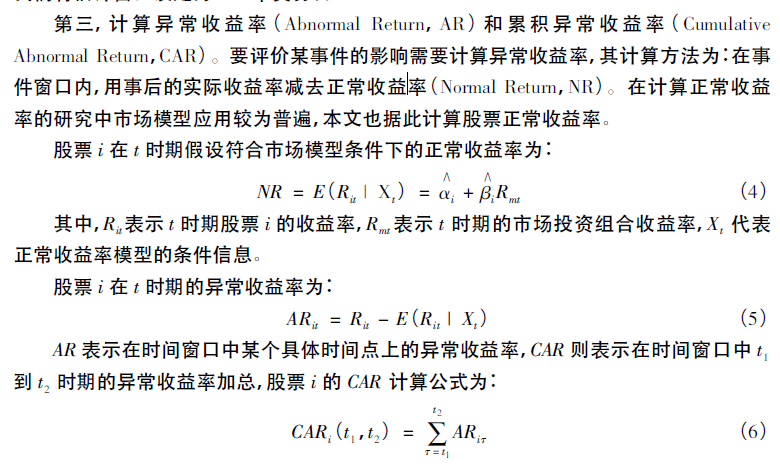 第三,计算异常收益率(Abnormal Return, AR)和累积异常收益率(Cumulative
Abnormal Return,CAR)。要评价某事件的影响需要计算异常收益率,其计算方法为:在事
件窗口内,用事后的实际收益率减去正常收益率(Normal Return,NR)。在计算正常收益
率的研究中市场模型应用较为普遍,本文也据此计算股票正常收益率。
股票 i 在 t 时期假设符合市场模型条件下的正常收益率为:
NR = E(R_{it} | X_t) = \hat{α}_i + \hat{β}_i R_{mt} (4)
其中,R_{it}表示 t 时期股票 i 的收益率,R_{mt}表示 t 时期的市场投资组合收益率,X_t 代表
正常收益率模型的条件信息。
股票 i 在 t 时期的异常收益率为:
AR_{it} = R_{it} - E(R_{it} | X_t) (5)
AR 表示在时间窗口中某个具体时间点上的异常收益率,CAR 则表示在时间窗口中 t_1
到 t_2 时期的异常收益率加总,股票 i 的 CAR 计算公式为:
CAR_i(t_1,t_2) = \sum_{τ=t_1}^{t_2} AR_{iτ} (6)